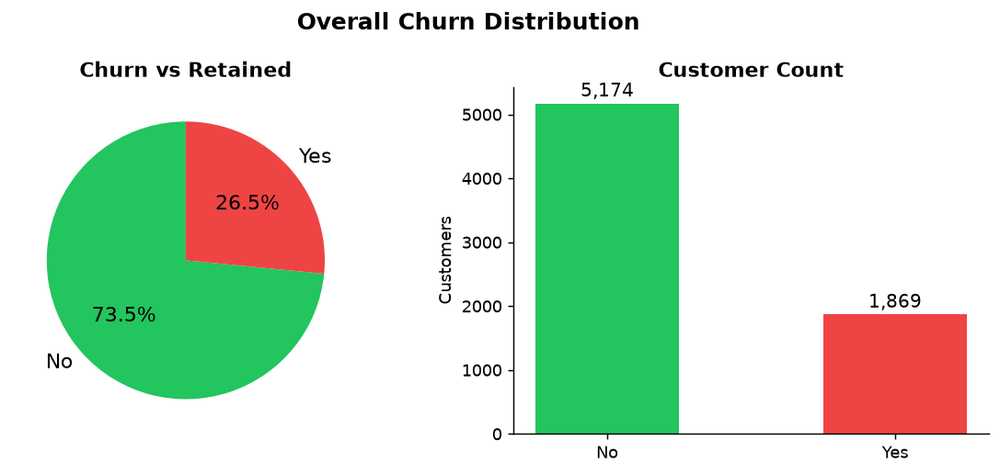 Overall Churn Distribution
Churn vs Retained
Yes
26.5%
73.5%
No
Customer Count
5,174
5000
4000
3000
2000
1000
0
Customers
1,869
No
Yes